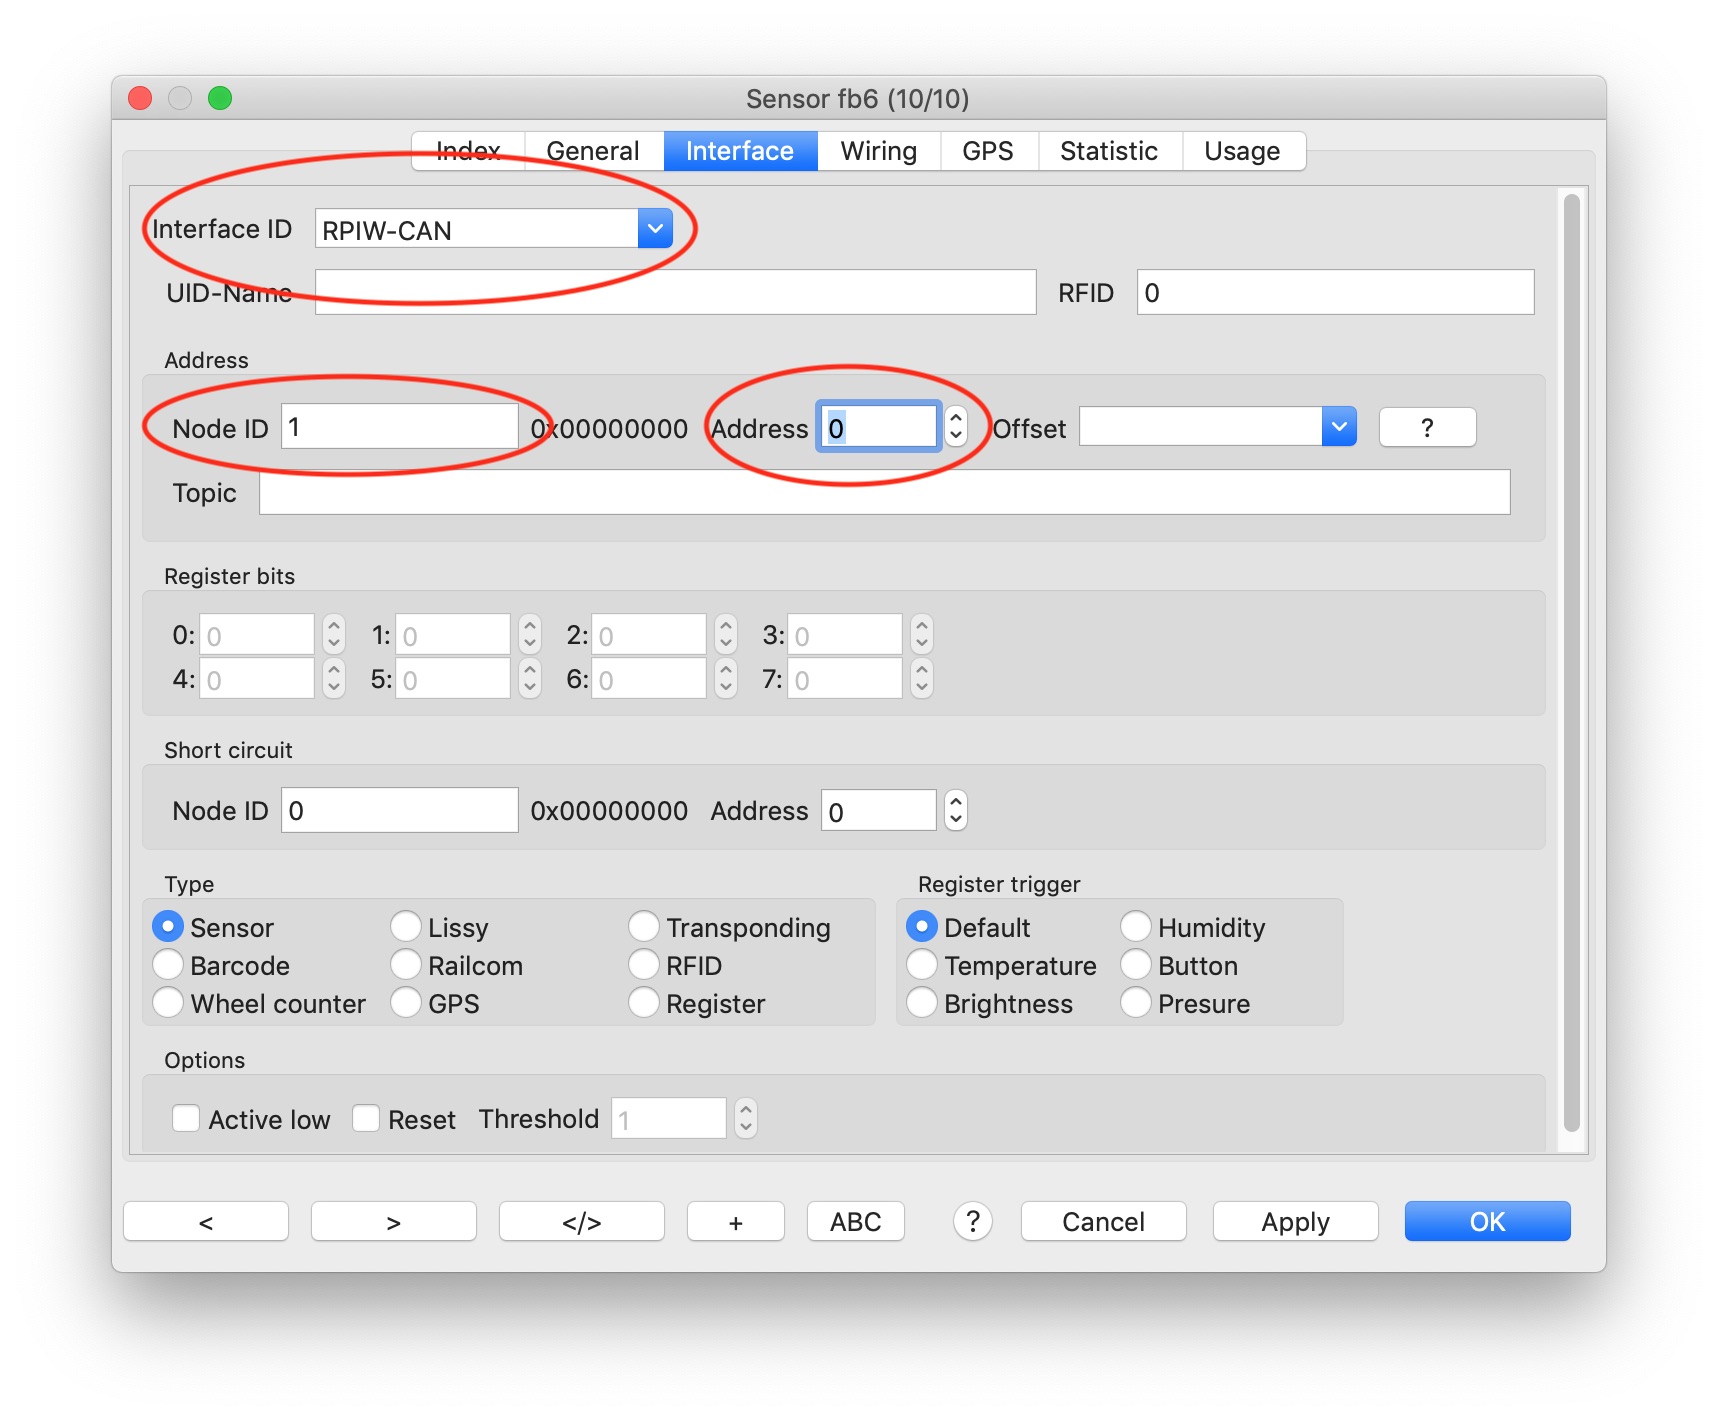 Sensor fb6 (10/10)
Index General Interface Wiring GPS Statistic Usage
Interface ID RPIW-CAN
UID-Name RFID 0
Address
Node ID 1 0x00000000 Address 0 Offset ?
Topic
Register bits
0: 0 1: 0 2: 0 3: 0
4: 0 5: 0 6: 0 7: 0
Short circuit
Node ID 0 0x00000000 Address 0
Type Register trigger
Sensor Lissy Transponding Default Humidity
Barcode Railcom RFID Temperature Button
Wheel counter GPS Register Brightness Presure
Options
Active low Reset Threshold 1
< > </> + ABC ? Cancel Apply OK